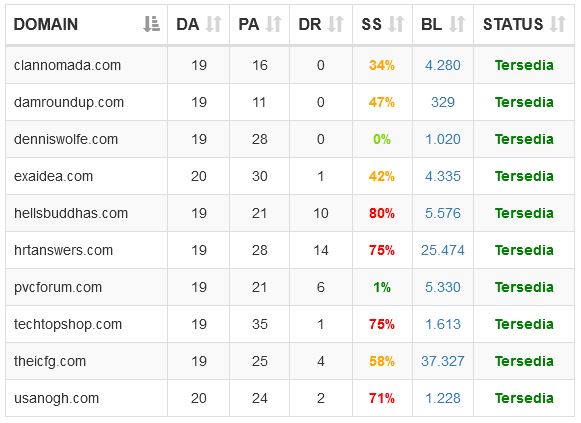 DOMAIN DA PA DR SS BL STATUS
clannomada.com 19 16 0 34% 4.280 Tersedia
damroundup.com 19 11 0 47% 329 Tersedia
denniswolfe.com 19 28 0 0% 1.020 Tersedia
exaidea.com 20 30 1 42% 4.335 Tersedia
hellsbuddhas.com 19 21 10 80% 5.576 Tersedia
hrtanswers.com 19 28 14 75% 25.474 Tersedia
pvcforum.com 19 21 6 1% 5.330 Tersedia
techtopshop.com 19 35 1 75% 1.613 Tersedia
theicfg.com 19 25 4 58% 37.327 Tersedia
usanogh.com 20 24 2 71% 1.228 Tersedia